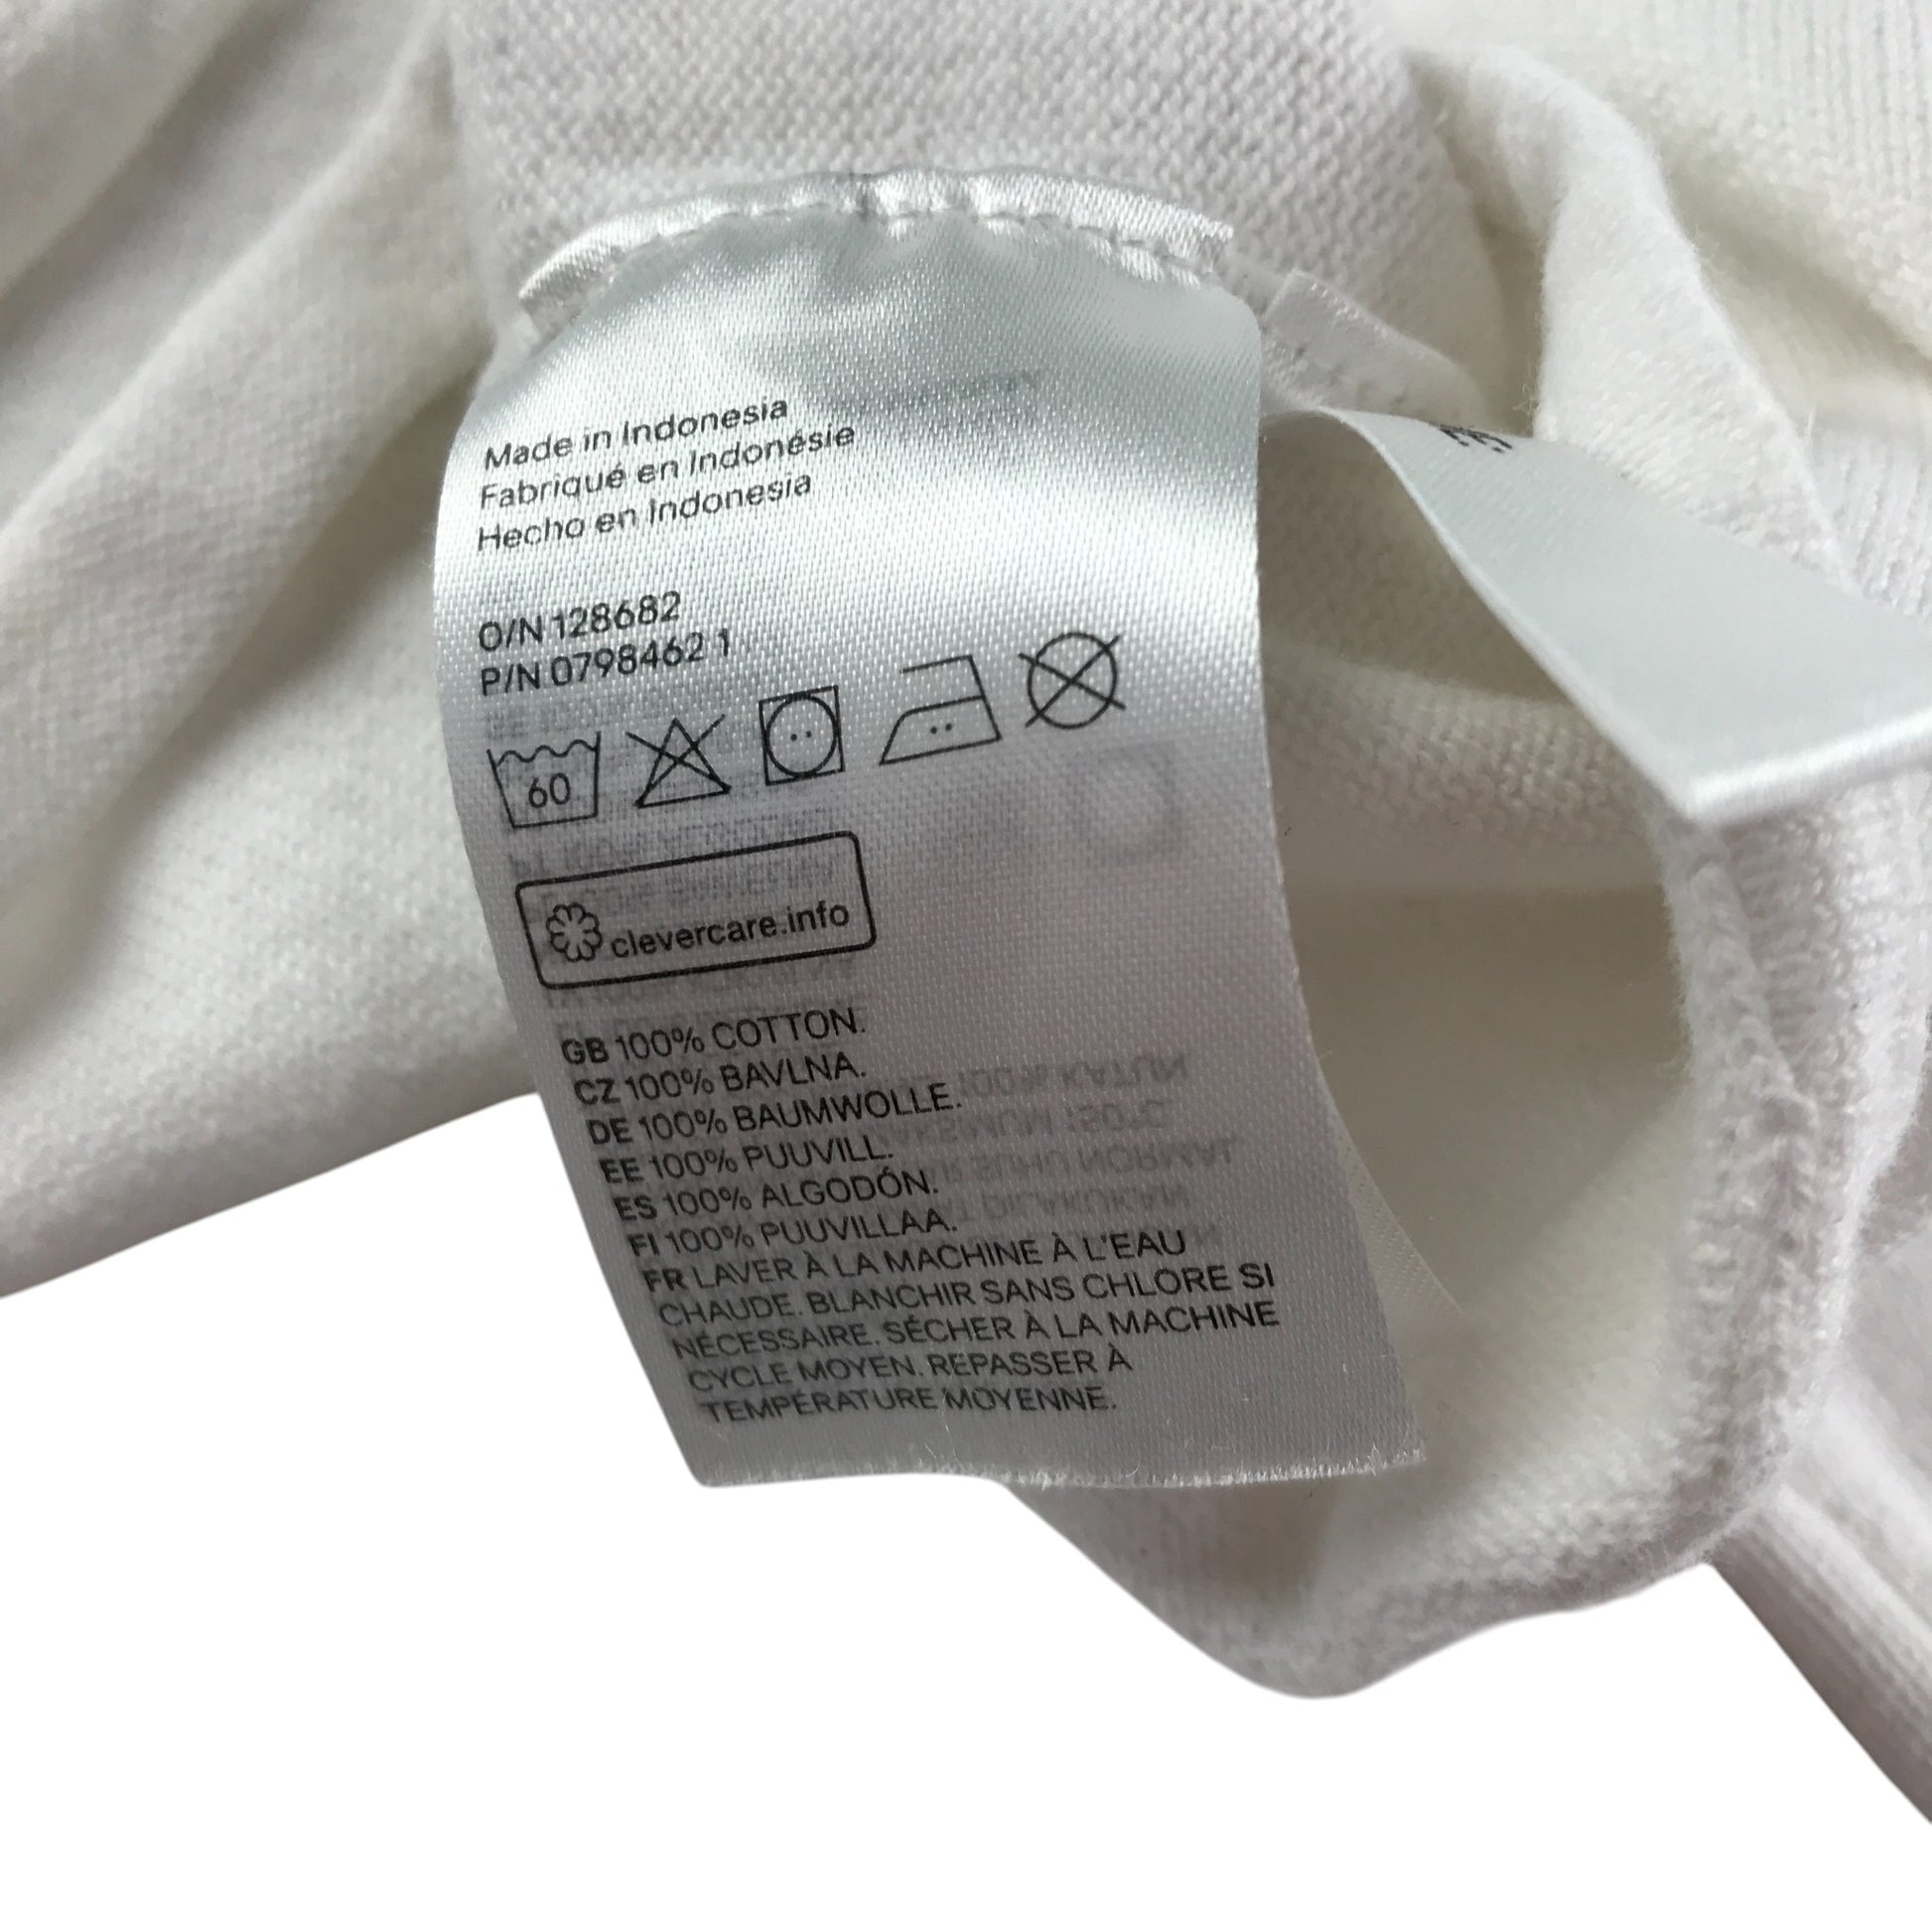 Made in Indonesia
Fabriqué en Indonésie
Hecho en Indonesia
O/N 128682
P/N 0798462 1
60
clevercare.info
GB 100% COTTON.
CZ 100% BAVLNA.
DE 100% BAUMWOLLE.
EE 100% PUUVILL.
ES 100% ALGODÓN.
FI 100% PUUVILLAA.
FR LAVER À LA MACHINE À L'EAU
CHAUDE. BLANCHIR SANS CHLORE SI
NÉCESSAIRE. SÉCHER À LA MACHINE
CYCLE MOYEN. REPASSER À
TEMPÉRATURE MOYENNE.